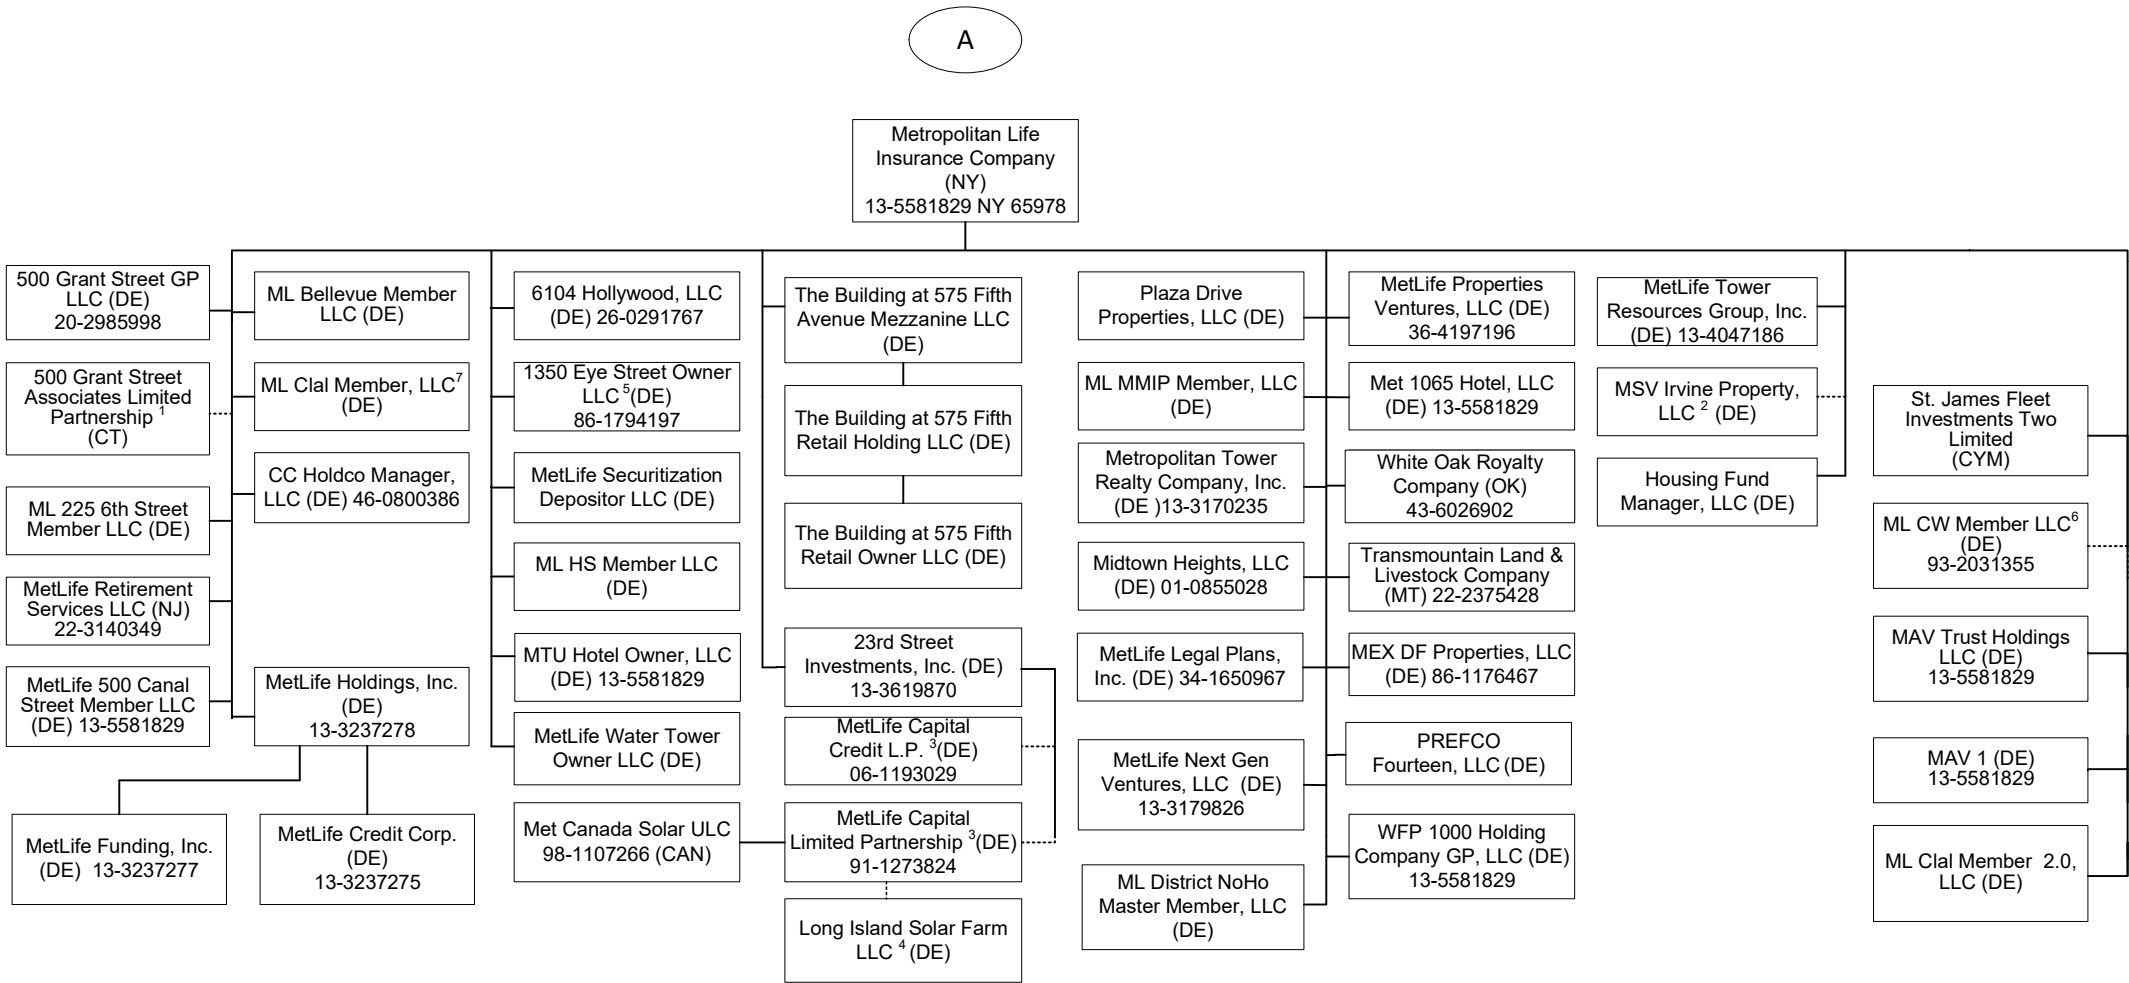 A
Metropolitan Life
Insurance Company
(NY)
13-5581829 NY 65978
500 Grant Street GP
LLC (DE)
20-2985998
500 Grant Street
Associates Limited
Partnership 1
(CT)
ML 225 6th Street
Member LLC (DE)
MetLife Retirement
Services LLC (NJ)
22-3140349
MetLife 500 Canal
Street Member LLC
(DE) 13-5581829
ML Bellevue Member
LLC (DE)
ML Clal Member, LLC7
(DE)
CC Holdco Manager,
LLC (DE) 46-0800386
MetLife Holdings, Inc.
(DE)
13-3237278
MetLife Funding, Inc.
(DE) 13-3237277
MetLife Credit Corp.
(DE)
13-3237275
6104 Hollywood, LLC
(DE) 26-0291767
1350 Eye Street Owner
LLC 5(DE)
86-1794197
MetLife Securitization
Depositor LLC (DE)
ML HS Member LLC
(DE)
MTU Hotel Owner, LLC
(DE) 13-5581829
MetLife Water Tower
Owner LLC (DE)
Met Canada Solar ULC
98-1107266 (CAN)
The Building at 575 Fifth
Avenue Mezzanine LLC
(DE)
The Building at 575 Fifth
Retail Holding LLC (DE)
The Building at 575 Fifth
Retail Owner LLC (DE)
23rd Street
Investments, Inc. (DE)
13-3619870
MetLife Capital
Credit L.P. 3(DE)
06-1193029
MetLife Capital
Limited Partnership 3(DE)
91-1273824
Long Island Solar Farm
LLC 4 (DE)
Plaza Drive
Properties, LLC (DE)
ML MMIP Member, LLC
(DE)
Metropolitan Tower
Realty Company, Inc.
(DE )13-3170235
Midtown Heights, LLC
(DE) 01-0855028
MetLife Legal Plans,
Inc. (DE) 34-1650967
MetLife Next Gen
Ventures, LLC (DE)
13-3179826
ML District NoHo
Master Member, LLC
(DE)
MetLife Properties
Ventures, LLC (DE)
36-4197196
Met 1065 Hotel, LLC
(DE) 13-5581829
White Oak Royalty
Company (OK)
43-6026902
Transmountain Land &
Livestock Company
(MT) 22-2375428
MEX DF Properties, LLC
(DE) 86-1176467
PREFCO
Fourteen, LLC (DE)
WFP 1000 Holding
Company GP, LLC (DE)
13-5581829
MetLife Tower
Resources Group, Inc.
(DE) 13-4047186
MSV Irvine Property,
LLC 2 (DE)
Housing Fund
Manager, LLC (DE)
St. James Fleet
Investments Two
Limited
(CYM)
ML CW Member LLC6
(DE)
93-2031355
MAV Trust Holdings
LLC (DE)
13-5581829
MAV 1 (DE)
13-5581829
ML Clal Member 2.0,
LLC (DE)